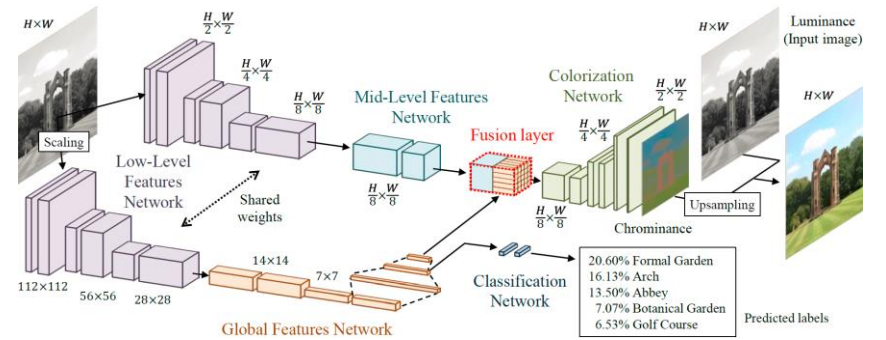 H×W
H/2 × W/2
H/4 × W/4
H/8 × W/8
Scaling
Low-Level
Features
Network
Mid-Level Features
Network
H/8 × W/8
Fusion layer
Colorization
Network
H/8 × W/8
H/4 × W/4
H/2 × W/2
Chrominance
H×W
Luminance
(Input image)
H×W
Upsampling
Shared
weights
112×112
56×56
28×28
14×14
7×7
Global Features Network
Classification
Network
20.60% Formal Garden
16.13% Arch
13.50% Abbey
7.07% Botanical Garden
6.53% Golf Course
Predicted labels